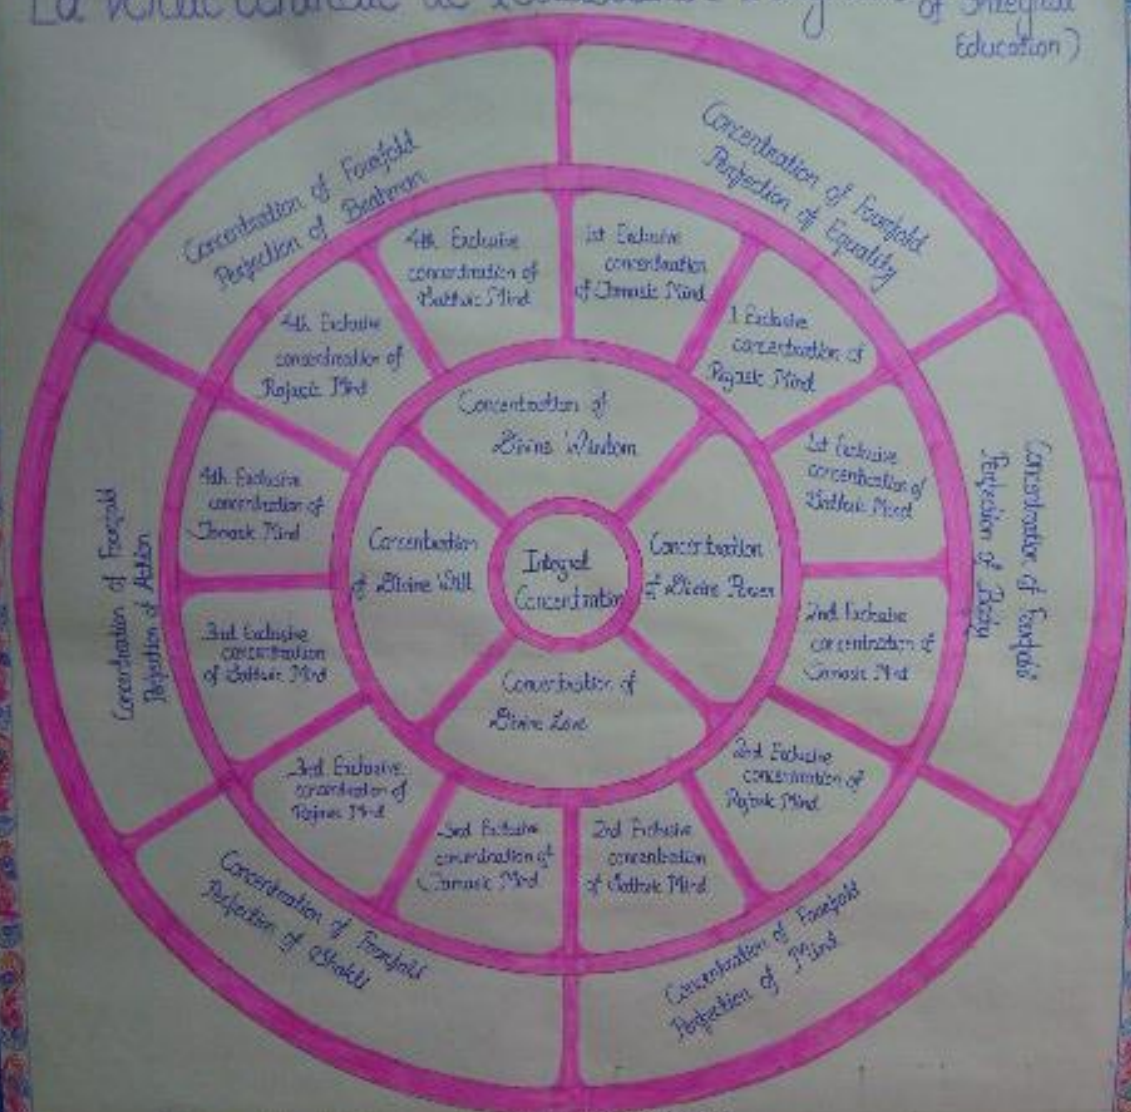 of Integral
Education)
Concentration of Fourfold
Perfection of Brahman
Concentration of Fourfold
Perfection of Equality
4th Exclusive
concentration of
Sattwic Mind
1st Exclusive
concentration
of Tamasic Mind
4th Exclusive
concentration of
Rajasic Mind
1 Exclusive
concentration of
Rajasic Mind
Concentration of
Divine Wisdom
1st Exclusive
concentration of
Sattwic Mind
4th Exclusive
concentration of
Tamasic Mind
Concentration of Fourfold
Perfection of Action
Concentration of Fourfold
Perfection of Body
Concentration
of Divine Will
Integral
Concentration
Concentration
of Divine Power
3rd Exclusive
concentration
of Sattwic Mind
2nd Exclusive
concentration of
Tamasic Mind
Concentration of
Divine Love
3rd Exclusive
concentration of
Rajasic Mind
2nd Exclusive
concentration of
Rajasic Mind
3rd Exclusive
concentration of
Tamasic Mind
2nd Exclusive
concentration
of Sattwic Mind
Concentration of Fourfold
Perfection of Shakti
Concentration of Fourfold
Perfection of Mind